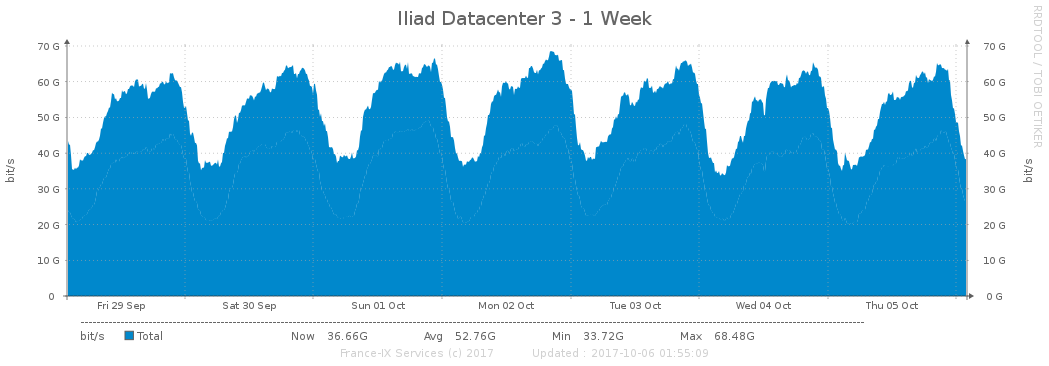 Iliad Datacenter 3 - 1 Week
RRDTOOL / TOBI OETIKER
bit/s
70 G 70 G
60 G 60 G
50 G 50 G
40 G 40 G
30 G 30 G
20 G 20 G
10 G 10 G
0 0 G
bit/s
Fri 29 Sep Sat 30 Sep Sun 01 Oct Mon 02 Oct Tue 03 Oct Wed 04 Oct Thu 05 Oct
bit/s Total Now 36.66G Avg 52.76G Min 33.72G Max 68.48G
France-IX Services (c) 2017 Updated : 2017-10-06 01:55:09